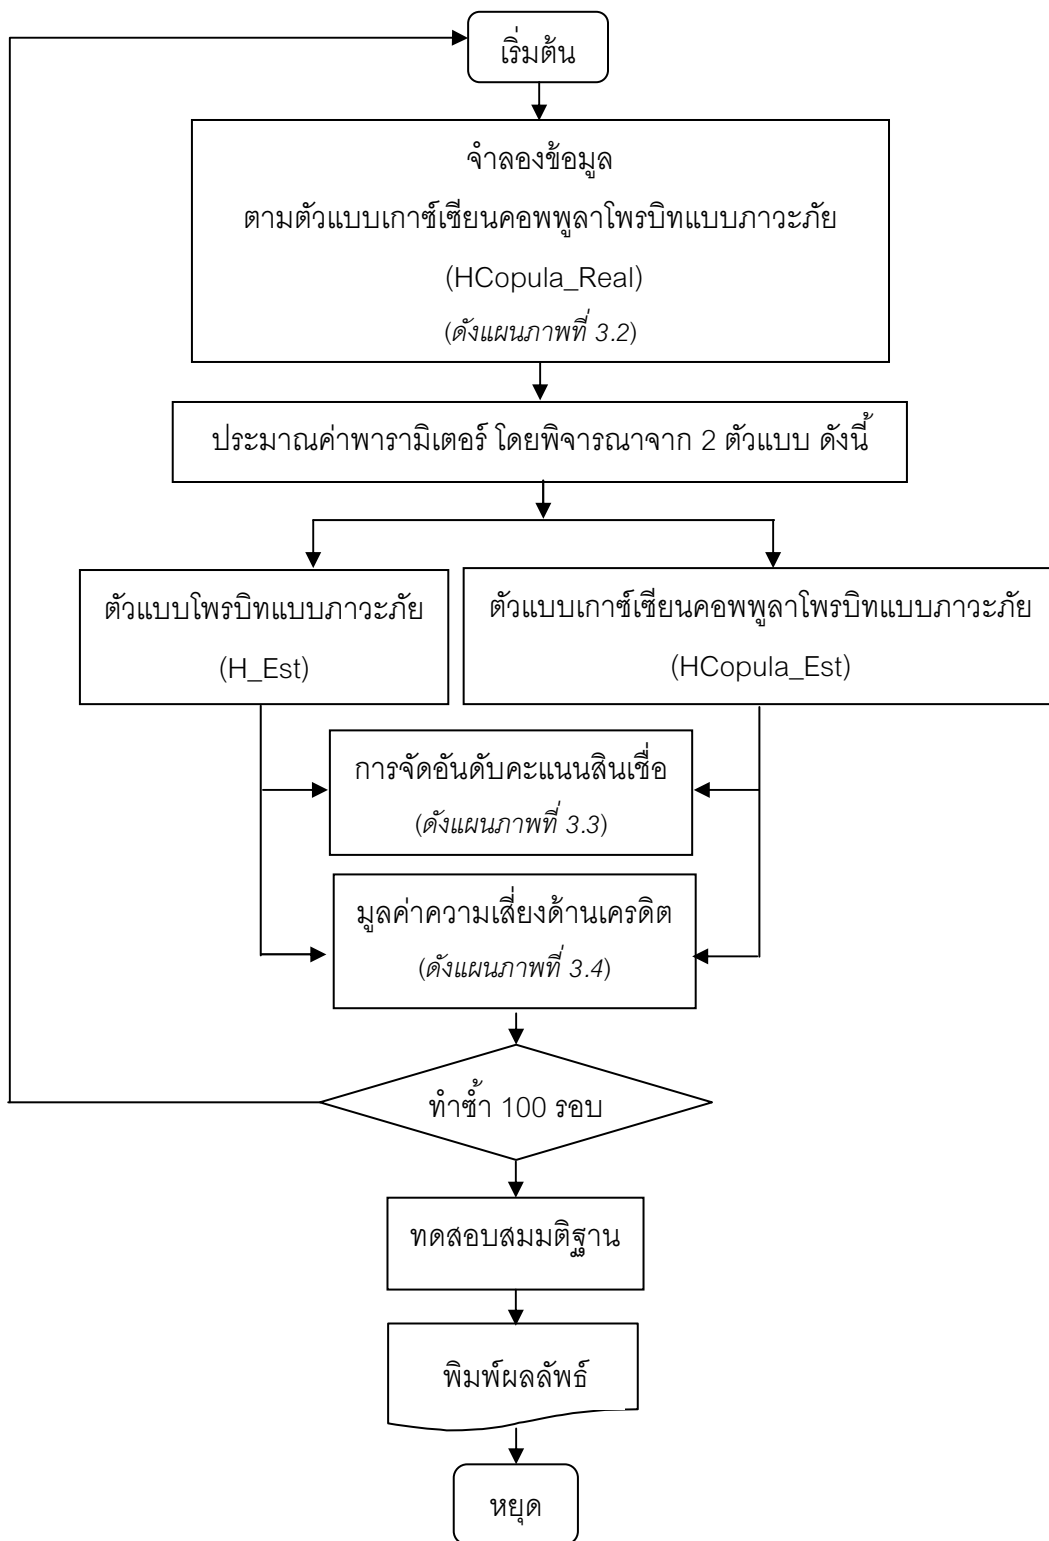 เริ่มต้น
จำลองข้อมูล
ตามตัวแบบเกาซ์เซียนคอพพูลาโพรบิทแบบภาวะภัย
(HCopula_Real)
(ดังแผนภาพที่ 3.2)
ประมาณค่าพารามิเตอร์ โดยพิจารณาจาก 2 ตัวแบบ ดังนี้
ตัวแบบโพรบิทแบบภาวะภัย
(H_Est)
ตัวแบบเกาซ์เซียนคอพพูลาโพรบิทแบบภาวะภัย
(HCopula_Est)
การจัดอันดับคะแนนสินเชื่อ
(ดังแผนภาพที่ 3.3)
มูลค่าความเสี่ยงด้านเครดิต
(ดังแผนภาพที่ 3.4)
ทำซ้ำ 100 รอบ
ทดสอบสมมติฐาน
พิมพ์ผลลัพธ์
หยุด